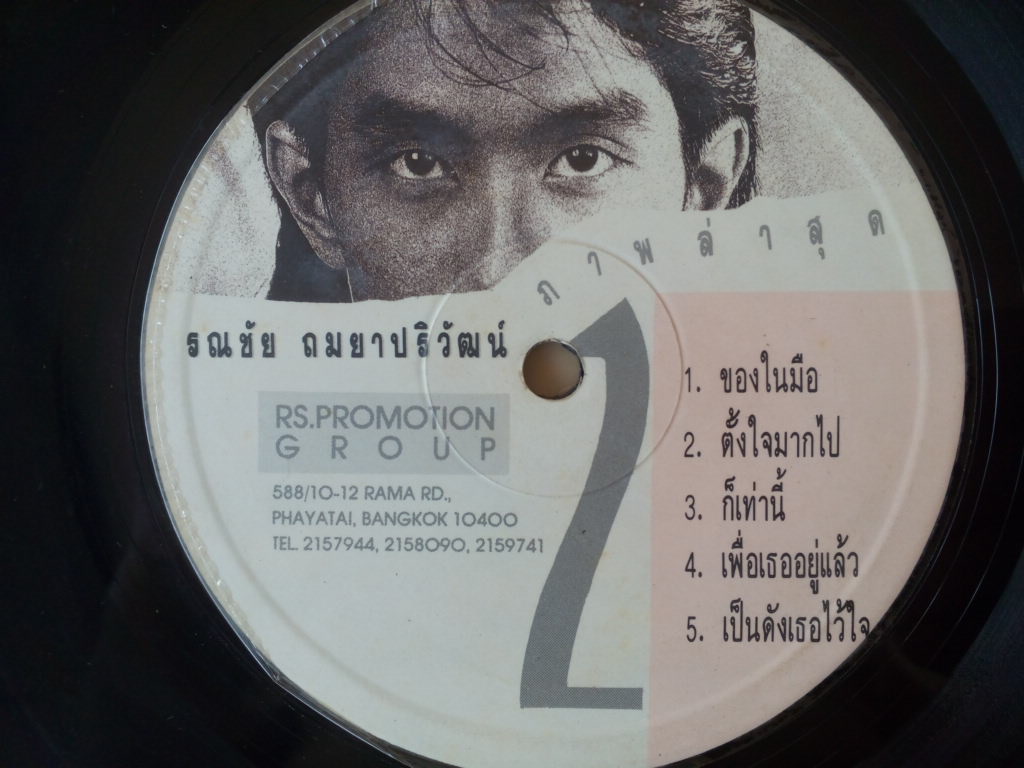 ภาพล่าสุด
รณชัย ถมยาปริวัฒน์
RS.PROMOTION
GROUP
588/10-12 RAMA RD.,
PHAYATAI, BANGKOK 10400
TEL. 2157944, 2158090, 2159741
2
1. ของในมือ
2. ตั้งใจมากไป
3. ก็เท่านี้
4. เพื่อเธออยู่แล้ว
5. เป็นดังเธอไว้ใจ